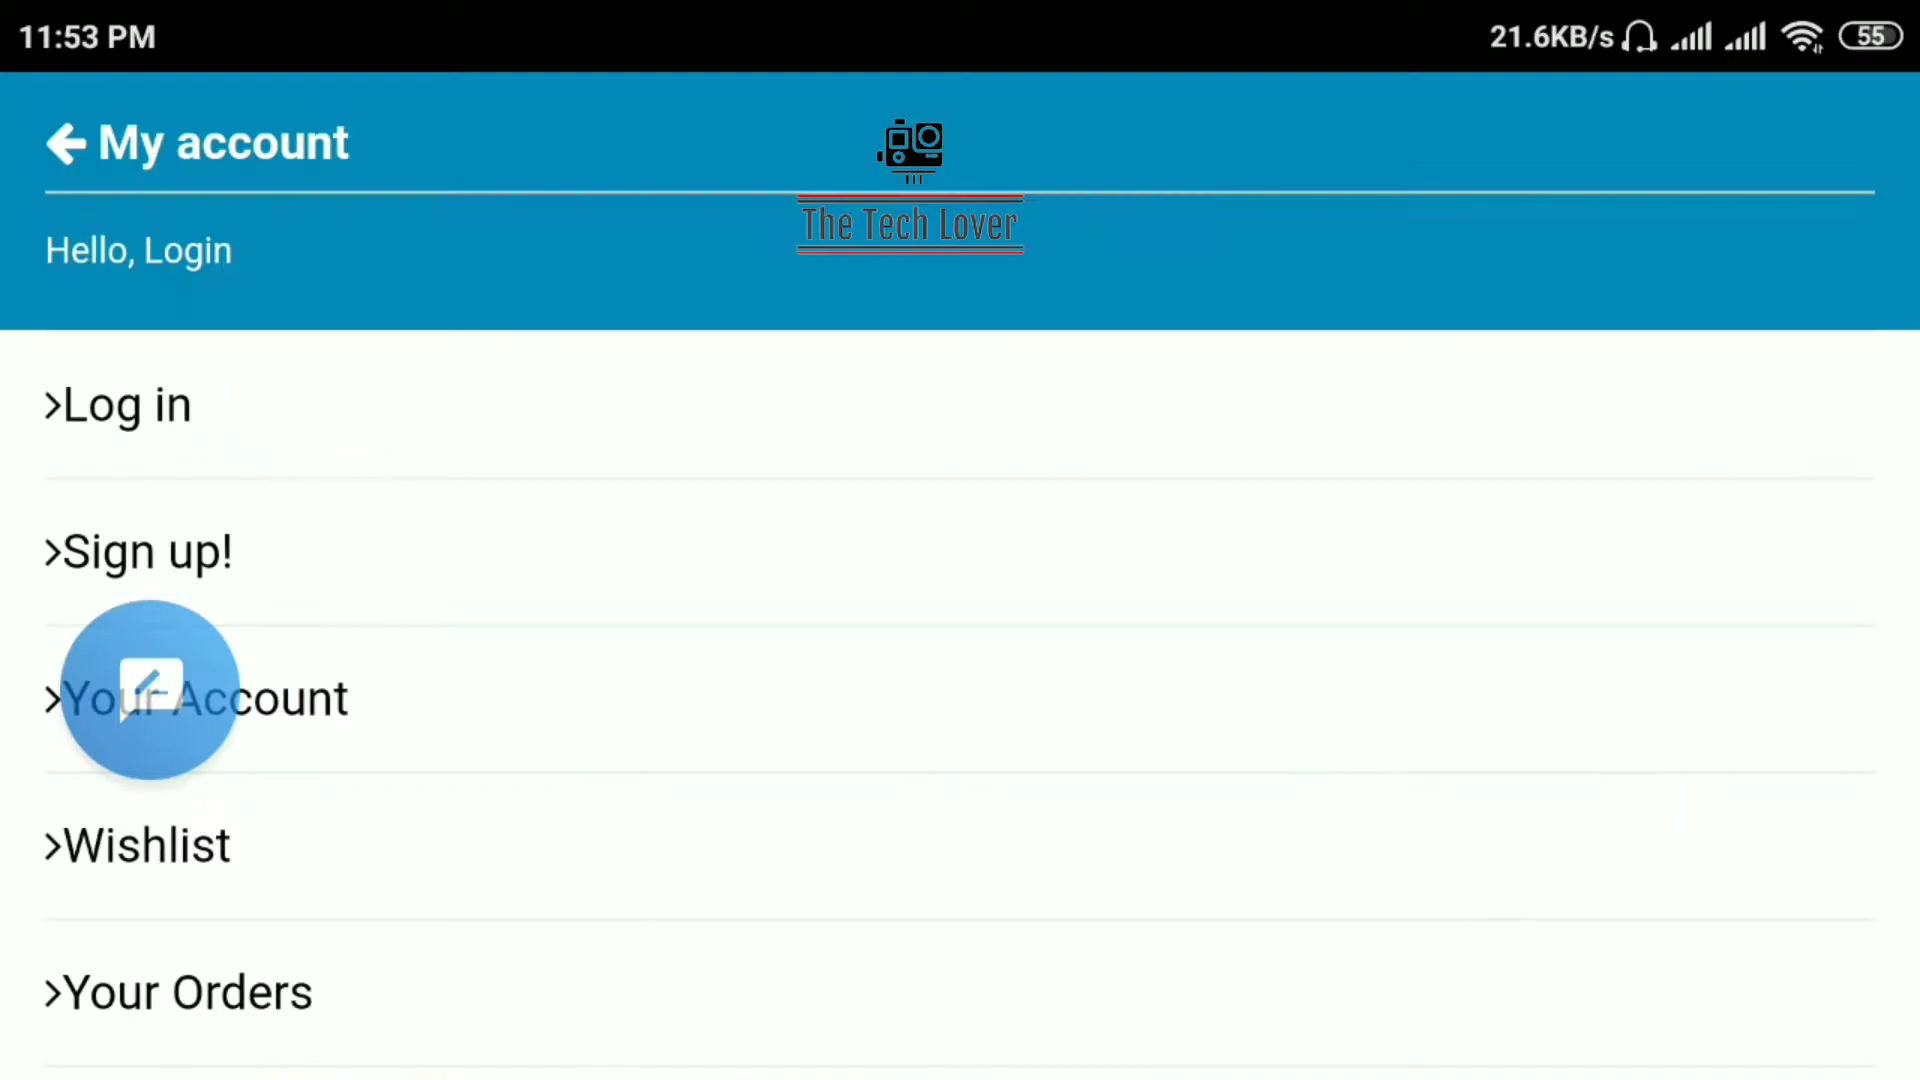 11:53 PM
21.6KB/s
55
My account
The Tech Lover
Hello, Login
Log in
Sign up!
Your Account
Wishlist
Your Orders